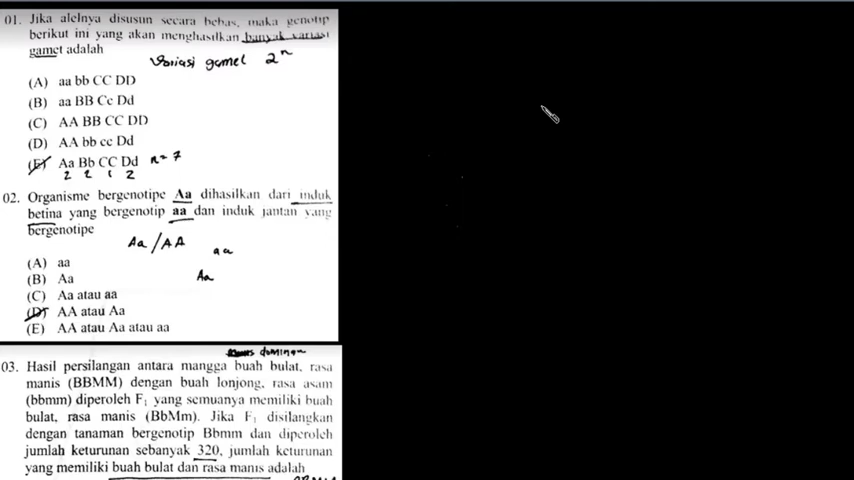 01. Jika alelnya disusun secara bebas, maka genotip
berikut ini yang akan menghasilkan banyak variasi
gamet adalah
Variasi gamet 2ⁿ
(A) aa bb CC DD
(B) aa BB Cc Dd
(C) AA BB CC DD
(D) AA bb cc Dd
(E) Aa Bb CC Dd n = 7
2 2 1 2
02. Organisme bergenotipe Aa dihasilkan dari induk
betina yang bergenotip aa dan induk jantan yang
bergenotipe
Aa / AA aa
(A) aa
(B) Aa Aa
(C) Aa atau aa
(D) AA atau Aa
(E) AA atau Aa atau aa
dominan
03. Hasil persilangan antara mangga buah bulat, rasa
manis (BBMM) dengan buah lonjong, rasa asam
(bbmm) diperoleh F₁ yang semuanya memiliki buah
bulat, rasa manis (BbMm). Jika F₁ disilangkan
dengan tanaman bergenotip Bbmm dan diperoleh
jumlah keturunan sebanyak 320, jumlah keturunan
yang memiliki buah bulat dan rasa manis adalah